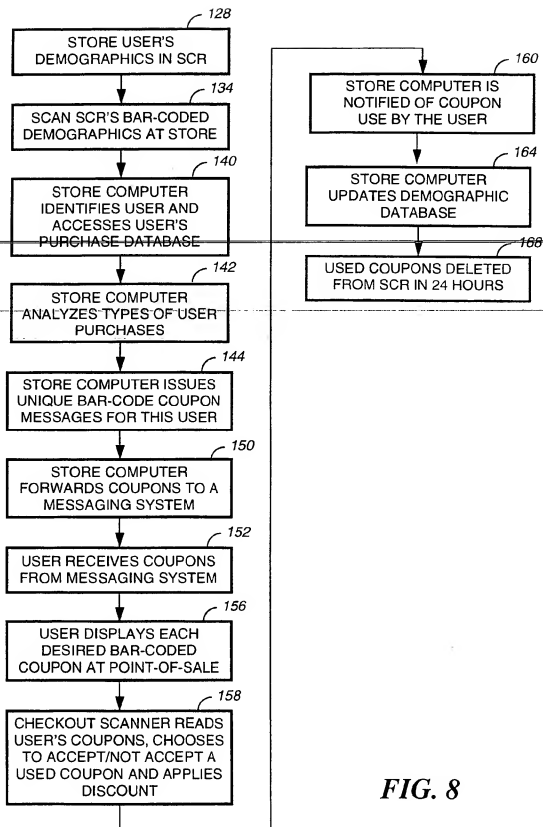 128
STORE USER'S
DEMOGRAPHICS IN SCR
134
SCAN SCR'S BAR-CODED
DEMOGRAPHICS AT STORE
140
STORE COMPUTER
IDENTIFIES USER AND
ACCESSES USER'S
PURCHASE DATABASE
142
STORE COMPUTER
ANALYZES TYPES OF USER
PURCHASES
144
STORE COMPUTER ISSUES
UNIQUE BAR-CODE COUPON
MESSAGES FOR THIS USER
150
STORE COMPUTER
FORWARDS COUPONS TO A
MESSAGING SYSTEM
152
USER RECEIVES COUPONS
FROM MESSAGING SYSTEM
156
USER DISPLAYS EACH
DESIRED BAR-CODED
COUPON AT POINT-OF-SALE
158
CHECKOUT SCANNER READS
USER'S COUPONS, CHOOSES
TO ACCEPT/NOT ACCEPT A
USED COUPON AND APPLIES
DISCOUNT
160
STORE COMPUTER IS
NOTIFIED OF COUPON
USE BY THE USER
164
STORE COMPUTER
UPDATES DEMOGRAPHIC
DATABASE
168
USED COUPONS DELETED
FROM SCR IN 24 HOURS
FIG. 8